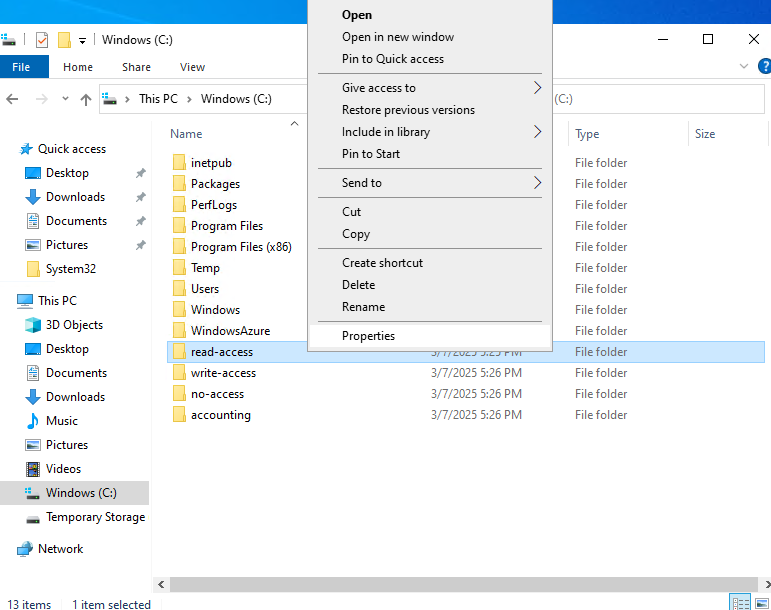 Windows (C:)
File Home Share View
This PC Windows (C:) (C:)
Open
Open in new window
Pin to Quick access
Give access to
Restore previous versions
Include in library
Pin to Start
Send to
Cut
Copy
Create shortcut
Delete
Rename
Properties
Quick access
Desktop
Downloads
Documents
Pictures
System32
This PC
3D Objects
Desktop
Documents
Downloads
Music
Pictures
Videos
Windows (C:)
Temporary Storage
Network
Name Type Size
inetpub File folder
Packages File folder
PerfLogs File folder
Program Files File folder
Program Files (x86) File folder
Temp File folder
Users File folder
Windows File folder
WindowsAzure File folder
read-access 3/7/2025 5:25 PM File folder
write-access 3/7/2025 5:26 PM File folder
no-access 3/7/2025 5:26 PM File folder
accounting 3/7/2025 5:26 PM File folder
13 items 1 item selected